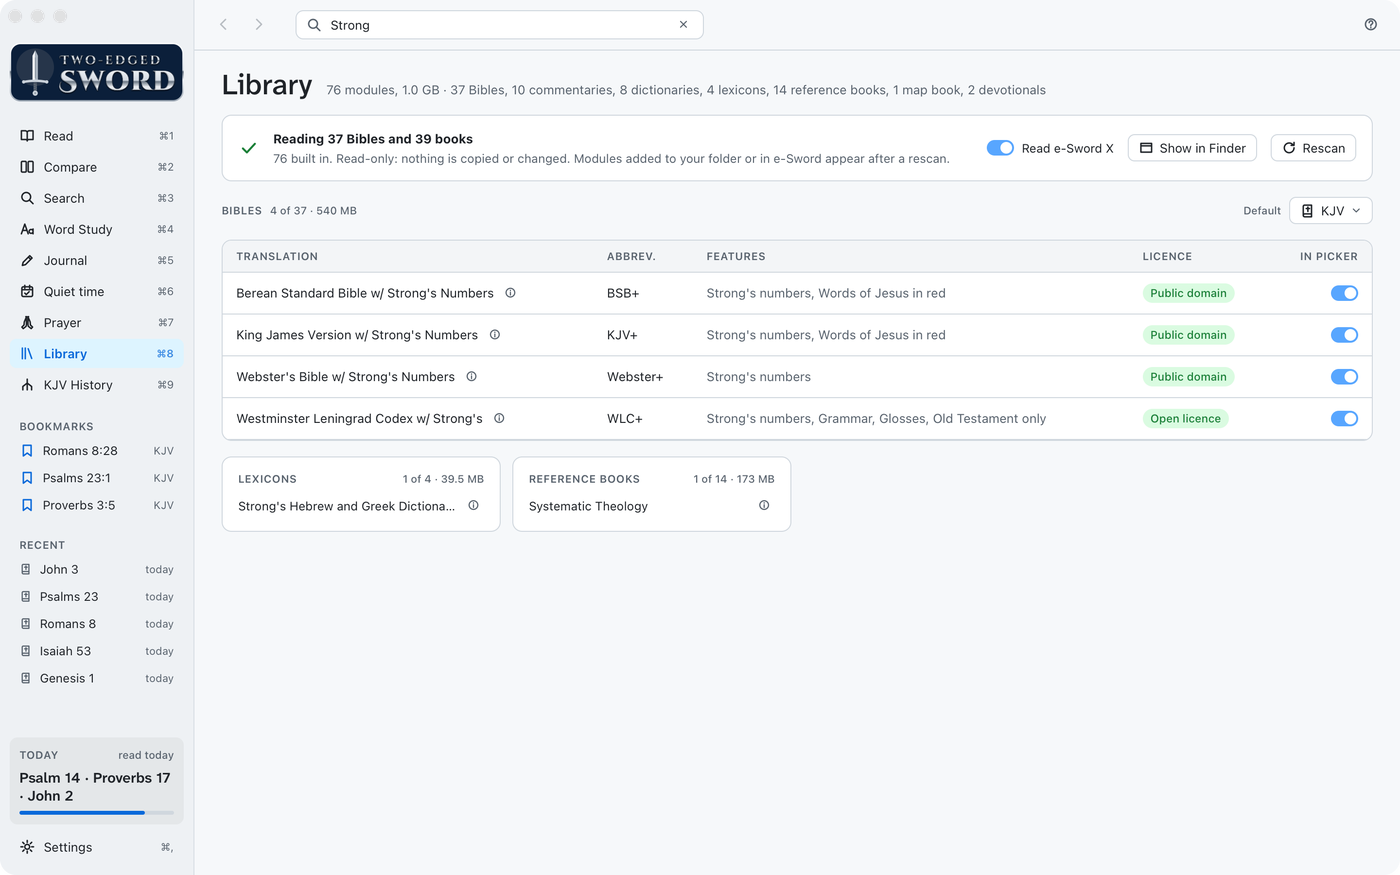 TWO-EDGED
SWORD
Strong
Read ⌘1
Compare ⌘2
Search ⌘3
Word Study ⌘4
Journal ⌘5
Quiet time ⌘6
Prayer ⌘7
Library ⌘8
KJV History ⌘9
BOOKMARKS
Romans 8:28 KJV
Psalms 23:1 KJV
Proverbs 3:5 KJV
RECENT
John 3 today
Psalms 23 today
Romans 8 today
Isaiah 53 today
Genesis 1 today
TODAY read today
Psalm 14 · Proverbs 17
· John 2
Settings ⌘,
Library 76 modules, 1.0 GB · 37 Bibles, 10 commentaries, 8 dictionaries, 4 lexicons, 14 reference books, 1 map book, 2 devotionals
Reading 37 Bibles and 39 books
76 built in. Read-only: nothing is copied or changed. Modules added to your folder or in e-Sword appear after a rescan.
Read e-Sword X Show in Finder Rescan
BIBLES 4 of 37 · 540 MB Default KJV
TRANSLATION ABBREV. FEATURES LICENCE IN PICKER
Berean Standard Bible w/ Strong's Numbers BSB+ Strong's numbers, Words of Jesus in red Public domain
King James Version w/ Strong's Numbers KJV+ Strong's numbers, Words of Jesus in red Public domain
Webster's Bible w/ Strong's Numbers Webster+ Strong's numbers Public domain
Westminster Leningrad Codex w/ Strong's WLC+ Strong's numbers, Grammar, Glosses, Old Testament only Open licence
LEXICONS 1 of 4 · 39.5 MB
Strong's Hebrew and Greek Dictiona...
REFERENCE BOOKS 1 of 14 · 173 MB
Systematic Theology